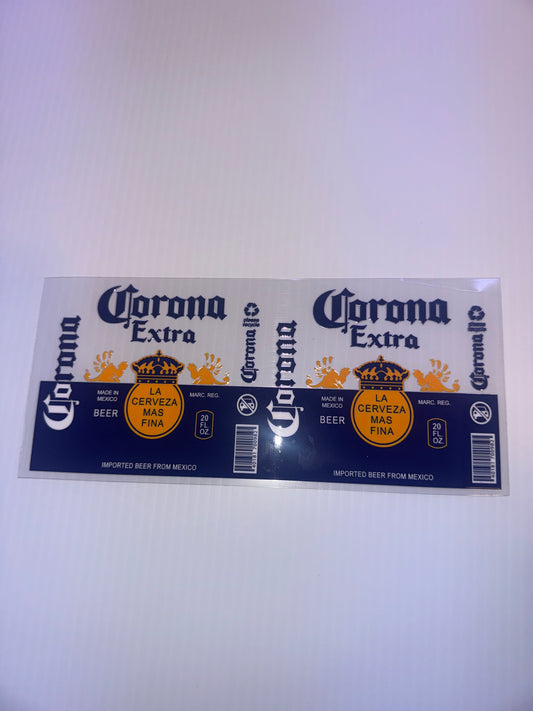 Corona
Corona
Extra
MADE IN
MEXICO
BEER
LA
CERVEZA
MAS
FINA
MARC. REG.
20
FL
OZ.
Corona
IMPORTED BEER FROM MEXICO
Corona
Corona
Extra
MADE IN
MEXICO
BEER
LA
CERVEZA
MAS
FINA
MARC. REG.
20
FL
OZ.
Corona
IMPORTED BEER FROM MEXICO